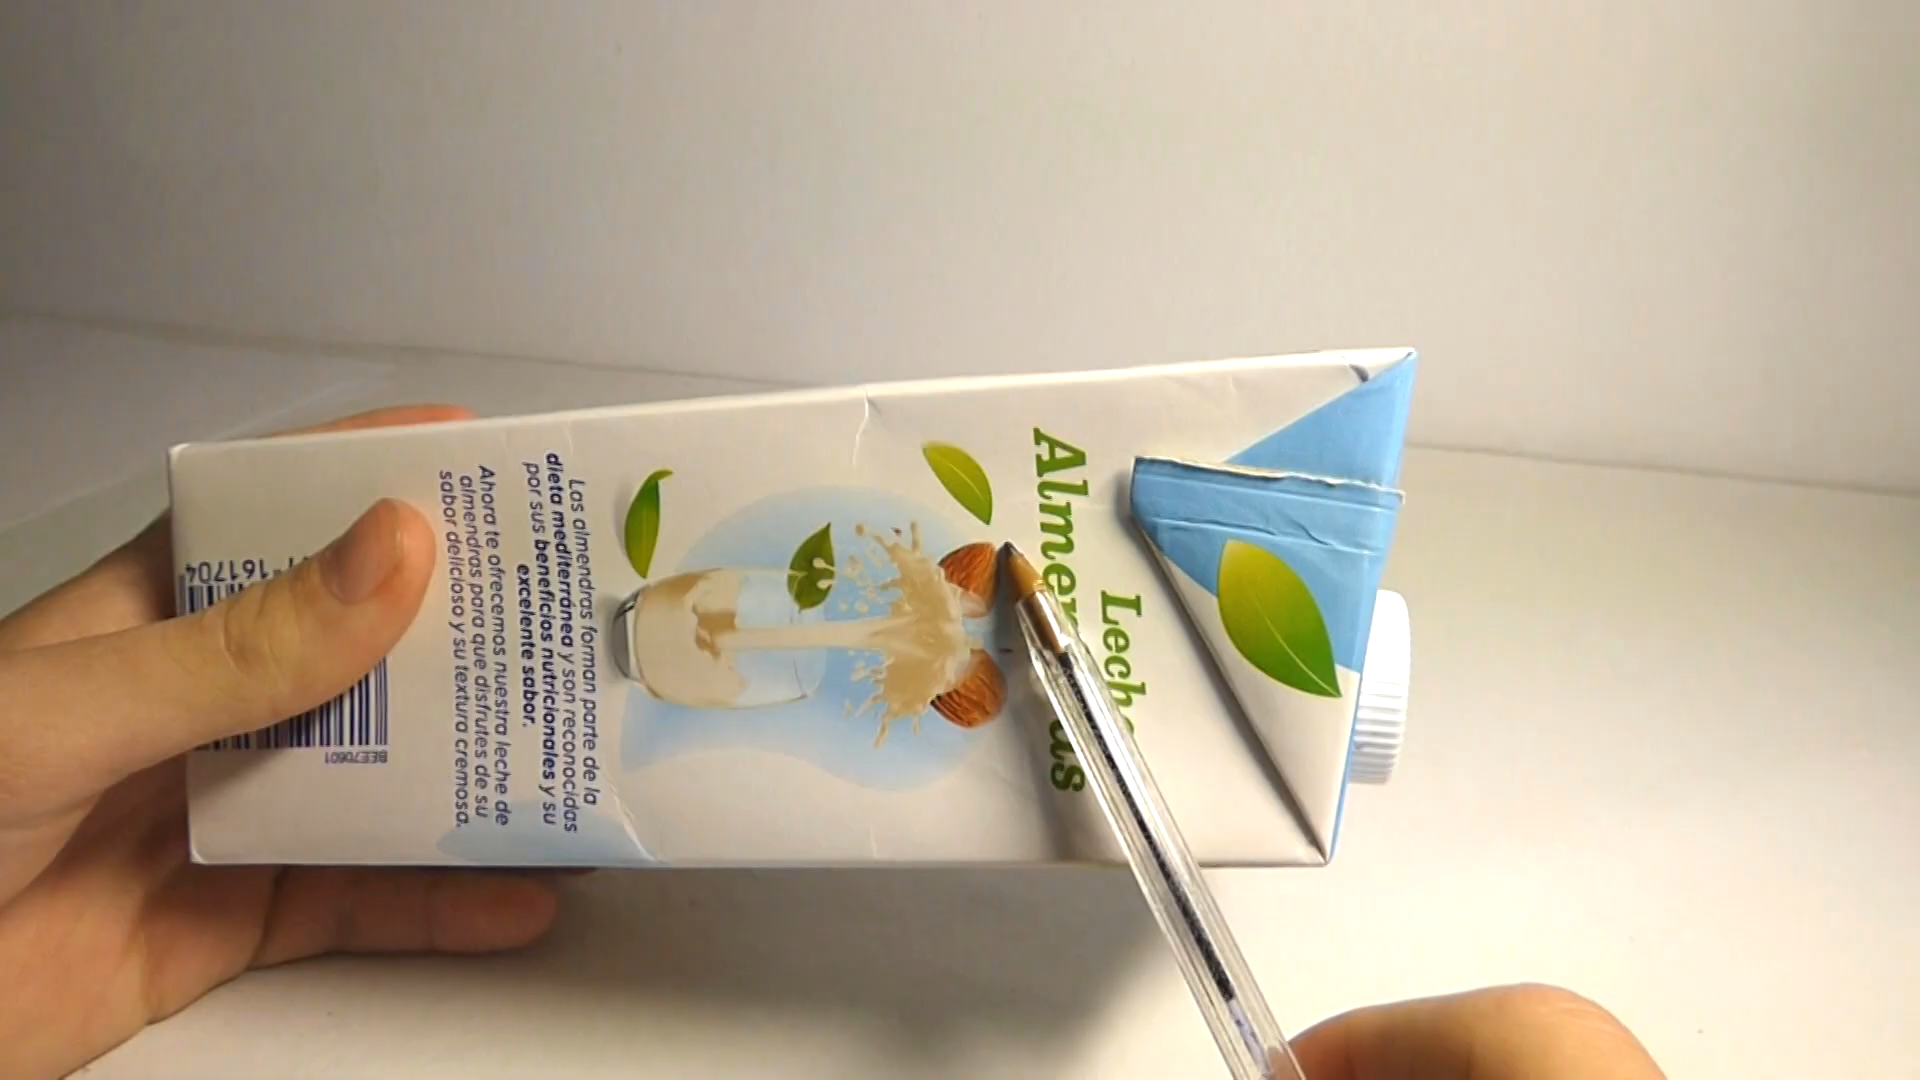 Leche
Las almendras forman parte de la
dieta mediterránea y son reconocidas
por sus beneficios nutricionales y su
excelente sabor.
Ahora te ofrecemos nuestra leche de
almendras para que disfrutes de su
sabor delicioso y su textura cremosa.
BEE70601
161704